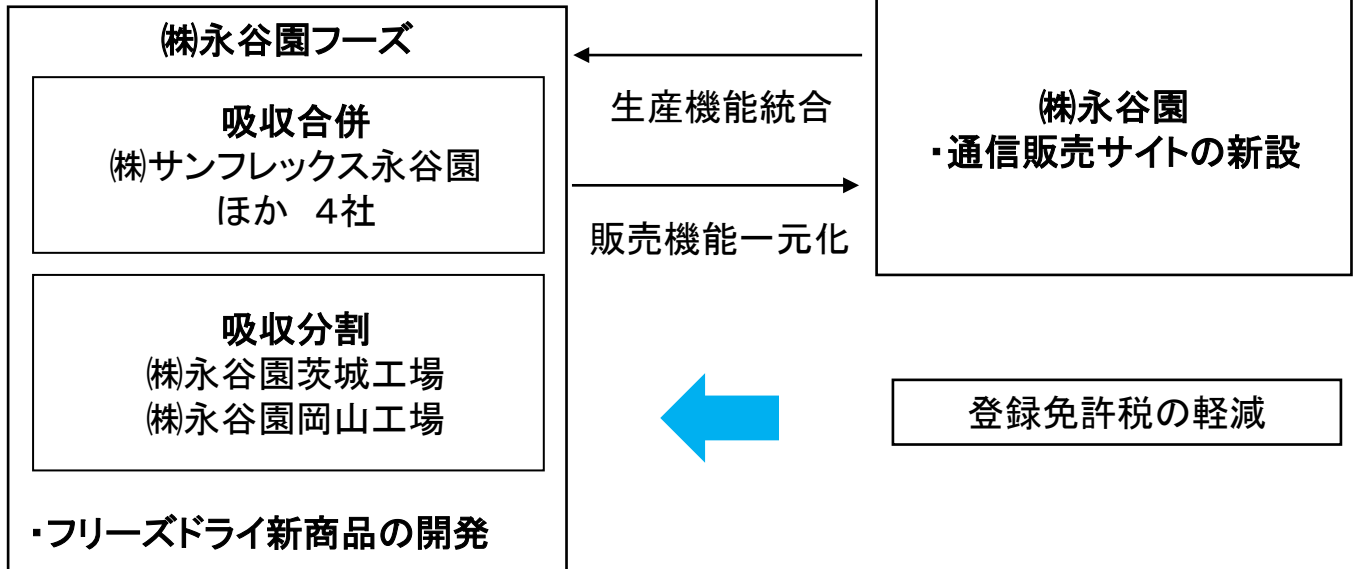 ㈱永谷園フーズ
吸収合併
㈱サンフレックス永谷園
ほか　４社
吸収分割
㈱永谷園茨城工場
㈱永谷園岡山工場
・フリーズドライ新商品の開発
生産機能統合
販売機能一元化
㈱永谷園
・通信販売サイトの新設
登録免許税の軽減